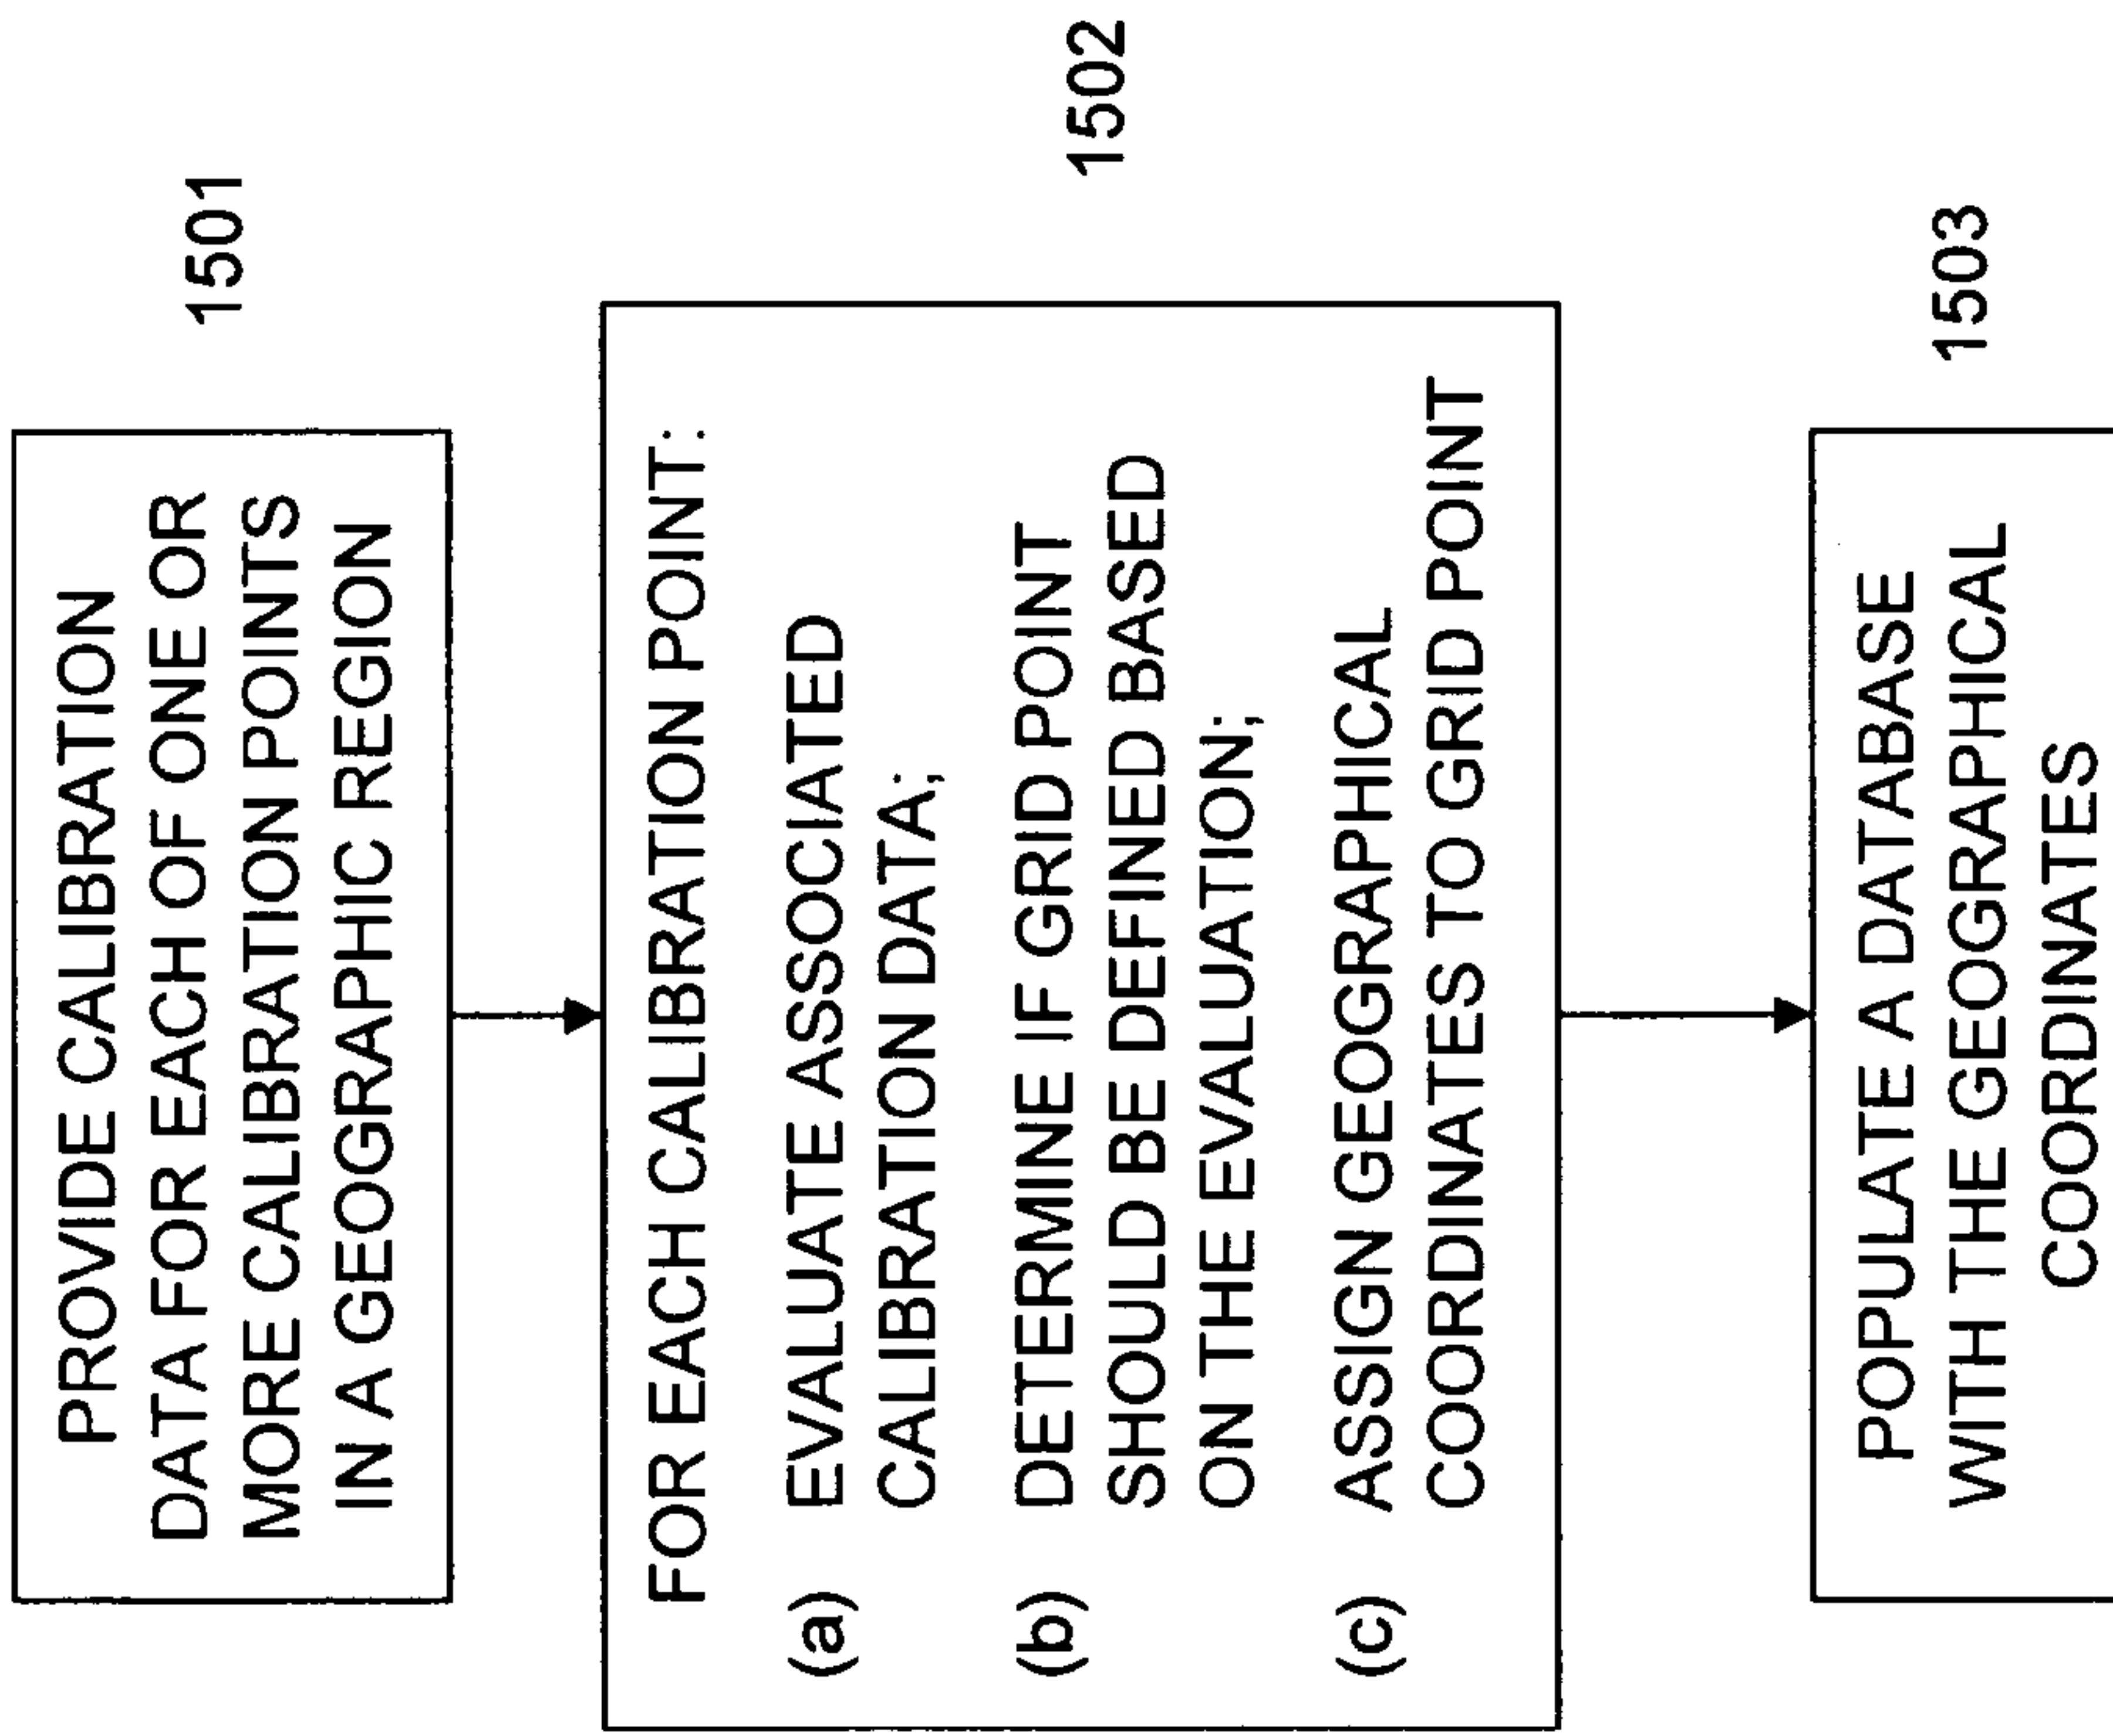 PROVIDE CALIBRATION
DATA FOR EACH OF ONE OR
MORE CALIBRATION POINTS
IN A GEOGRAPHIC REGION
1501
FOR EACH CALIBRATION POINT:
(a) EVALUATE ASSOCIATED
CALIBRATION DATA;
(b) DETERMINE IF GRID POINT
SHOULD BE DEFINED BASED
ON THE EVALUATION;
(c) ASSIGN GEOGRAPHICAL
COORDINATES TO GRID POINT
1502
POPULATE A DATABASE
WITH THE GEOGRAPHICAL
COORDINATES
1503